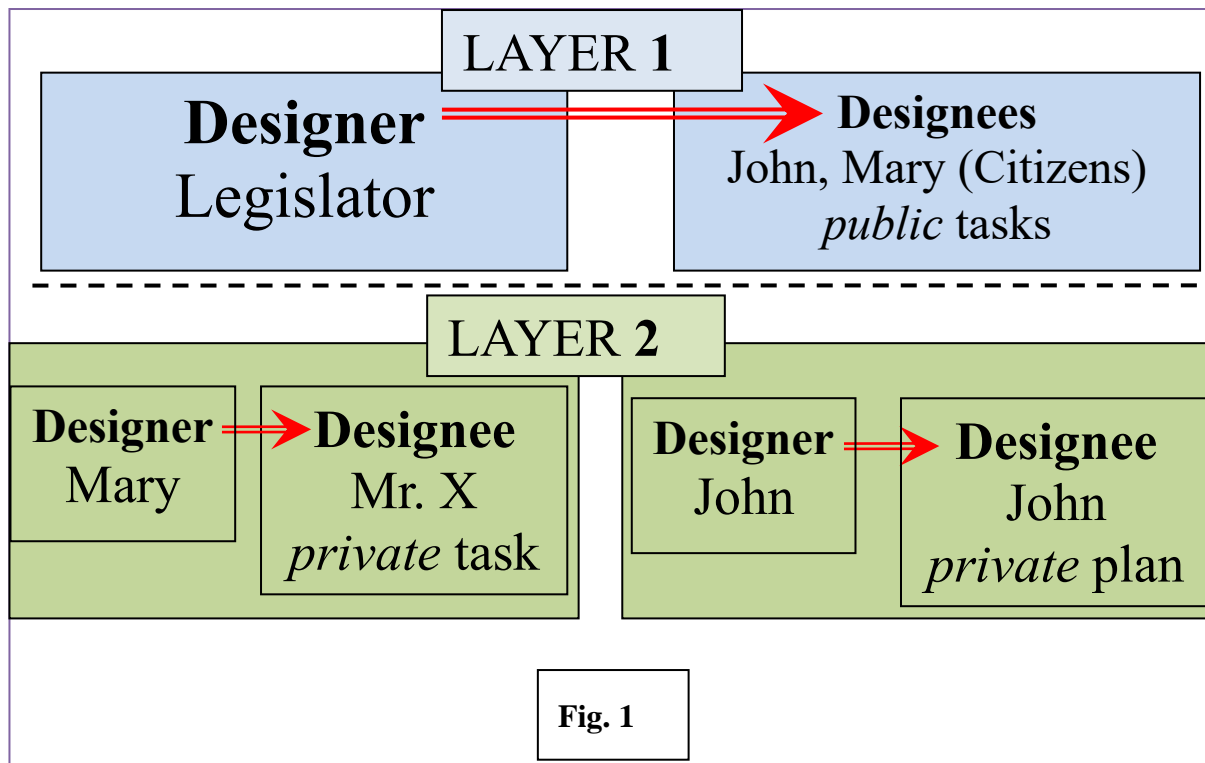 LAYER 1
Designer
Legislator
Designees
John, Mary (Citizens)
public tasks
LAYER 2
Designer
Mary
Designee
Mr. X
private task
Designer
John
Designee
John
private plan
Fig. 1